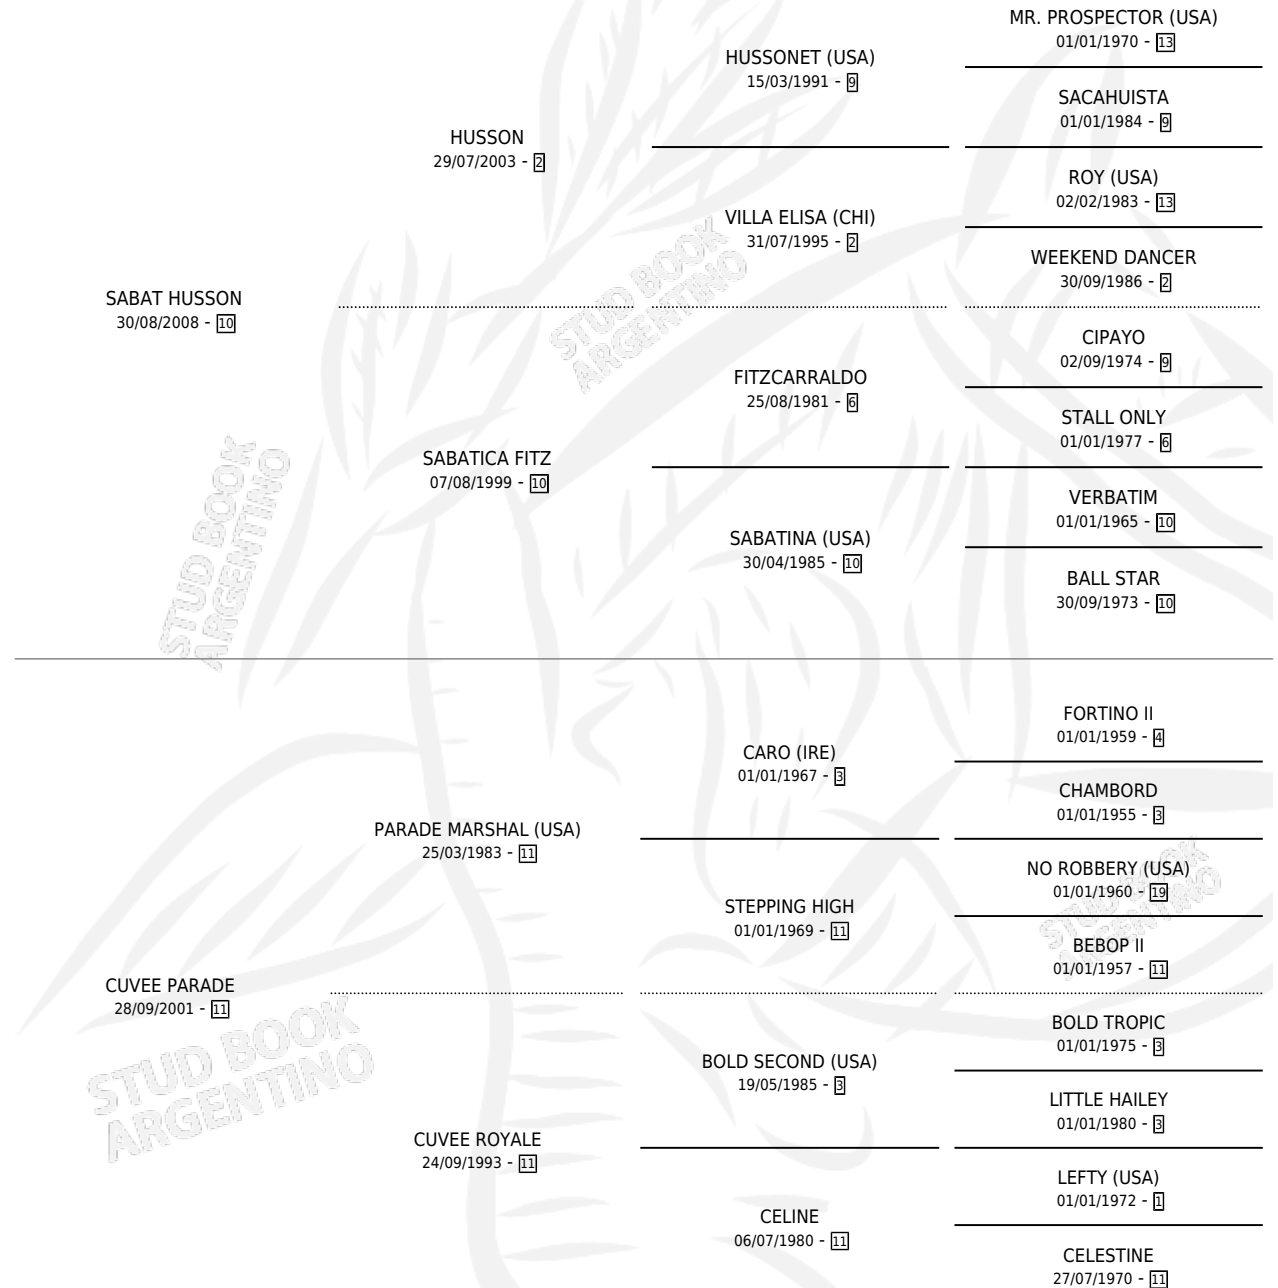 MR. PROSPECTOR (USA)
01/01/1970 - 13
HUSSONET (USA)
15/03/1991 - 9
SACAHUISTA
01/01/1984 - 9
HUSSON
29/07/2003 - 2
ROY (USA)
02/02/1983 - 13
VILLA ELISA (CHI)
31/07/1995 - 2
WEEKEND DANCER
30/09/1986 - 2
SABAT HUSSON
30/08/2008 - 10
CIPAYO
02/09/1974 - 9
FITZCARRALDO
25/08/1981 - 6
STALL ONLY
01/01/1977 - 6
SABATICA FITZ
07/08/1999 - 10
VERBATIM
01/01/1965 - 10
SABATINA (USA)
30/04/1985 - 10
BALL STAR
30/09/1973 - 10
FORTINO II
01/01/1959 - 4
CARO (IRE)
01/01/1967 - 3
CHAMBORD
01/01/1955 - 3
PARADE MARSHAL (USA)
25/03/1983 - 11
NO ROBBERY (USA)
01/01/1960 - 19
STEPPING HIGH
01/01/1969 - 11
BEBOP II
01/01/1957 - 11
CUVEE PARADE
28/09/2001 - 11
BOLD TROPIC
01/01/1975 - 3
BOLD SECOND (USA)
19/05/1985 - 3
LITTLE HAILEY
01/01/1980 - 3
CUVEE ROYALE
24/09/1993 - 11
LEFTY (USA)
01/01/1972 - 1
CELINE
06/07/1980 - 11
CELESTINE
27/07/1970 - 11
STUD BOOK
ARGENTINO
STUD BOOK
ARGENTINO
STUD BOOK
ARGENTINO
STUD BOOK
ARGENTINO